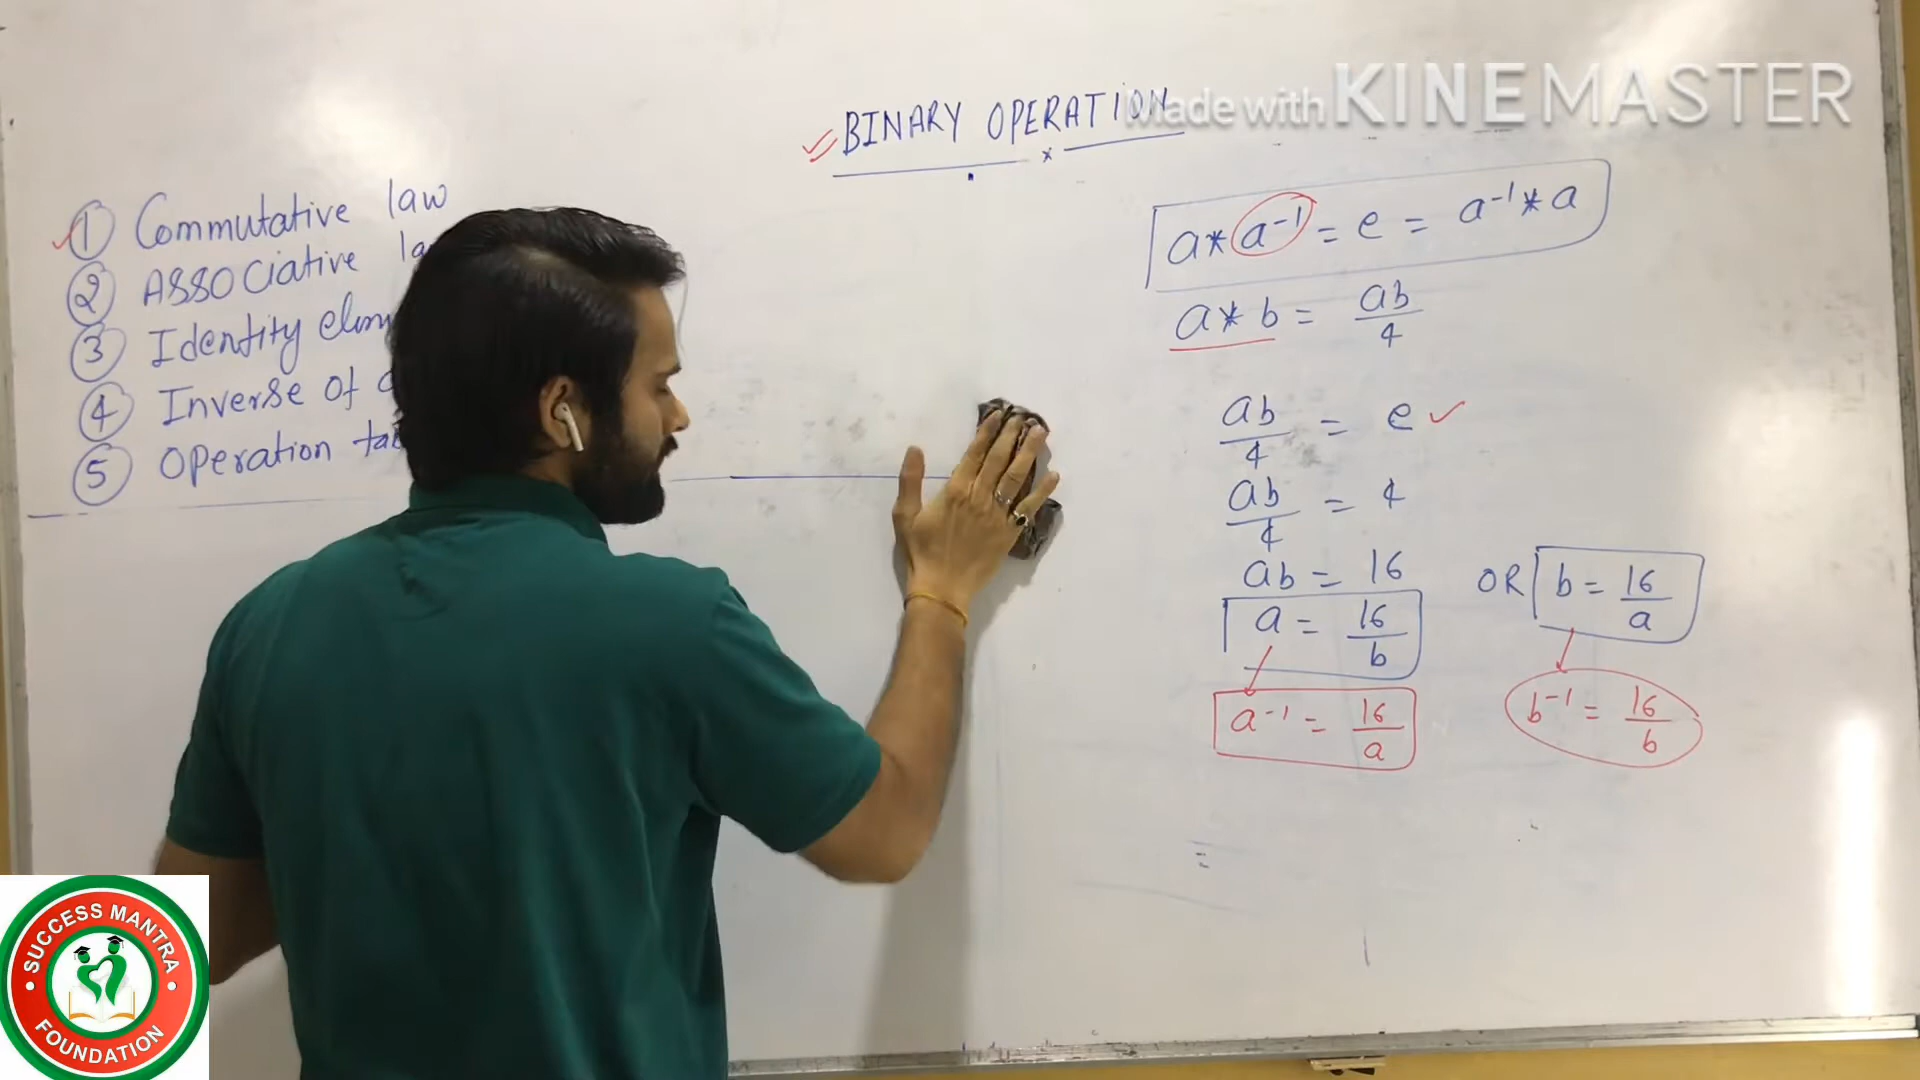 Made with KINEMASTER
BINARY OPERATION
x
① Commutative law
② Associative
③ Identity
④ Inverse of
⑤ Operation
a * a⁻¹ = e = a⁻¹ * a
a * b = ab/4
ab/4 = e ✓
ab/4 = 4
ab = 16
a = 16/b OR b = 16/a
a⁻¹ = 16/a
b⁻¹ = 16/b
=
SUCCESS MANTRA
FOUNDATION